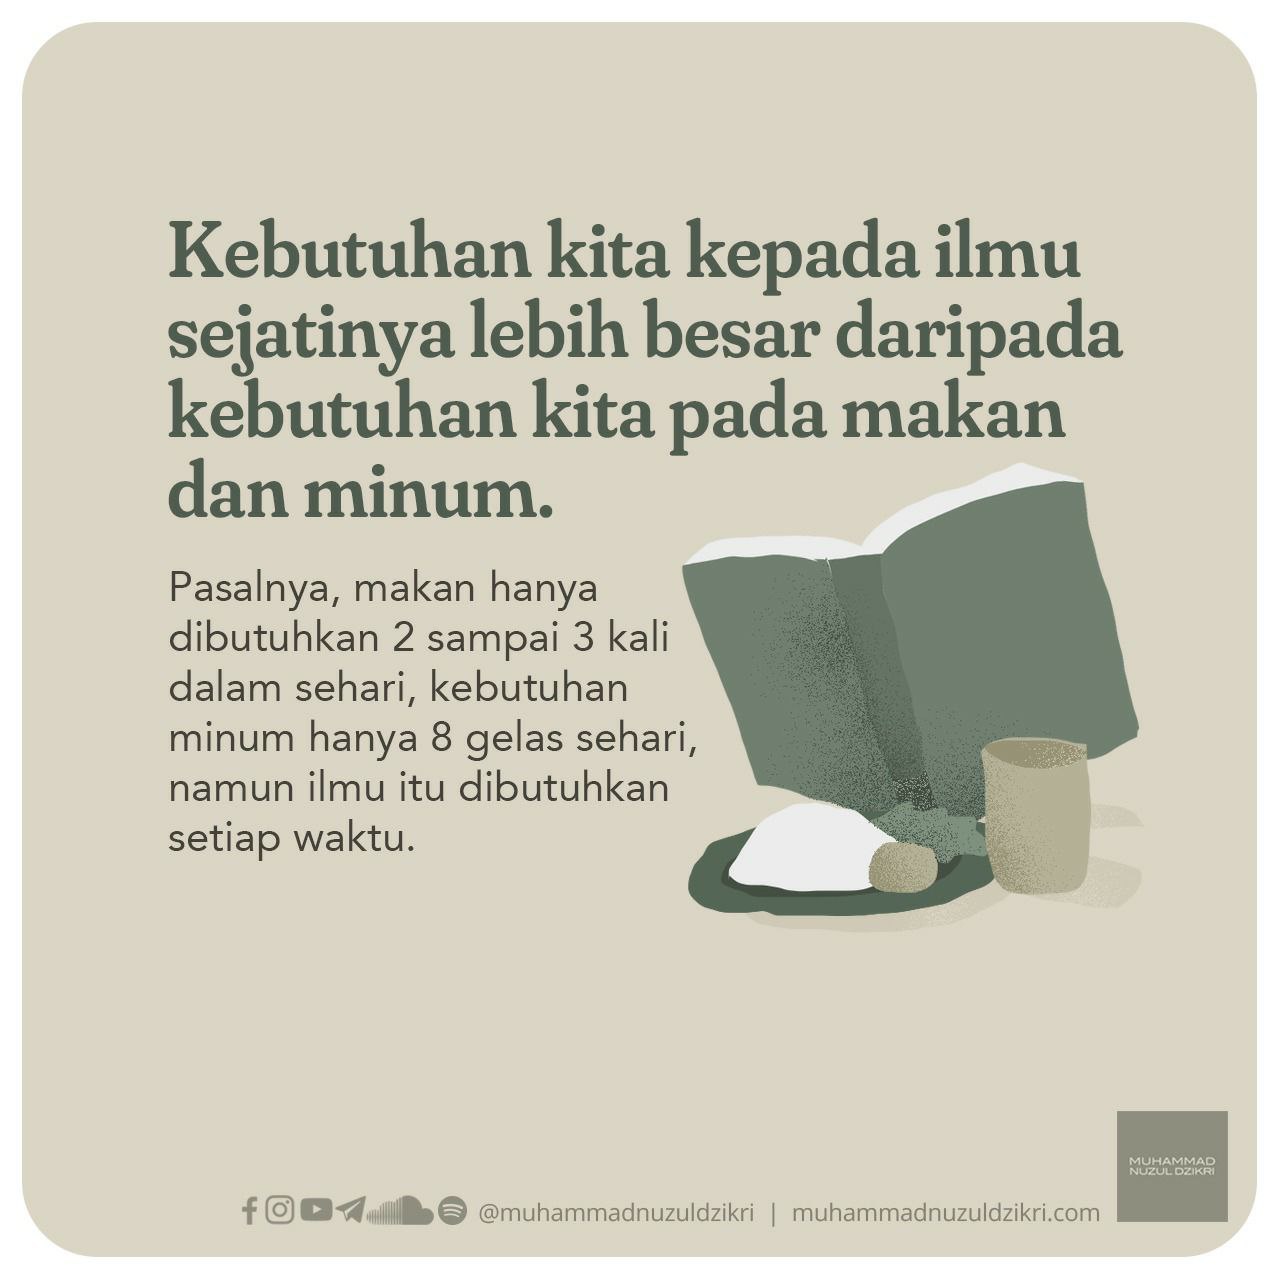 Kebutuhan kita kepada ilmu
sejatinya lebih besar daripada
kebutuhan kita pada makan
dan minum.
Pasalnya, makan hanya
dibutuhkan 2 sampai 3 kali
dalam sehari, kebutuhan
minum hanya 8 gelas sehari,
namun ilmu itu dibutuhkan
setiap waktu.
MUHAMMAD
NUZUL DZIKRI
@muhammadnuzuldzikri | muhammadnuzuldzikri.com